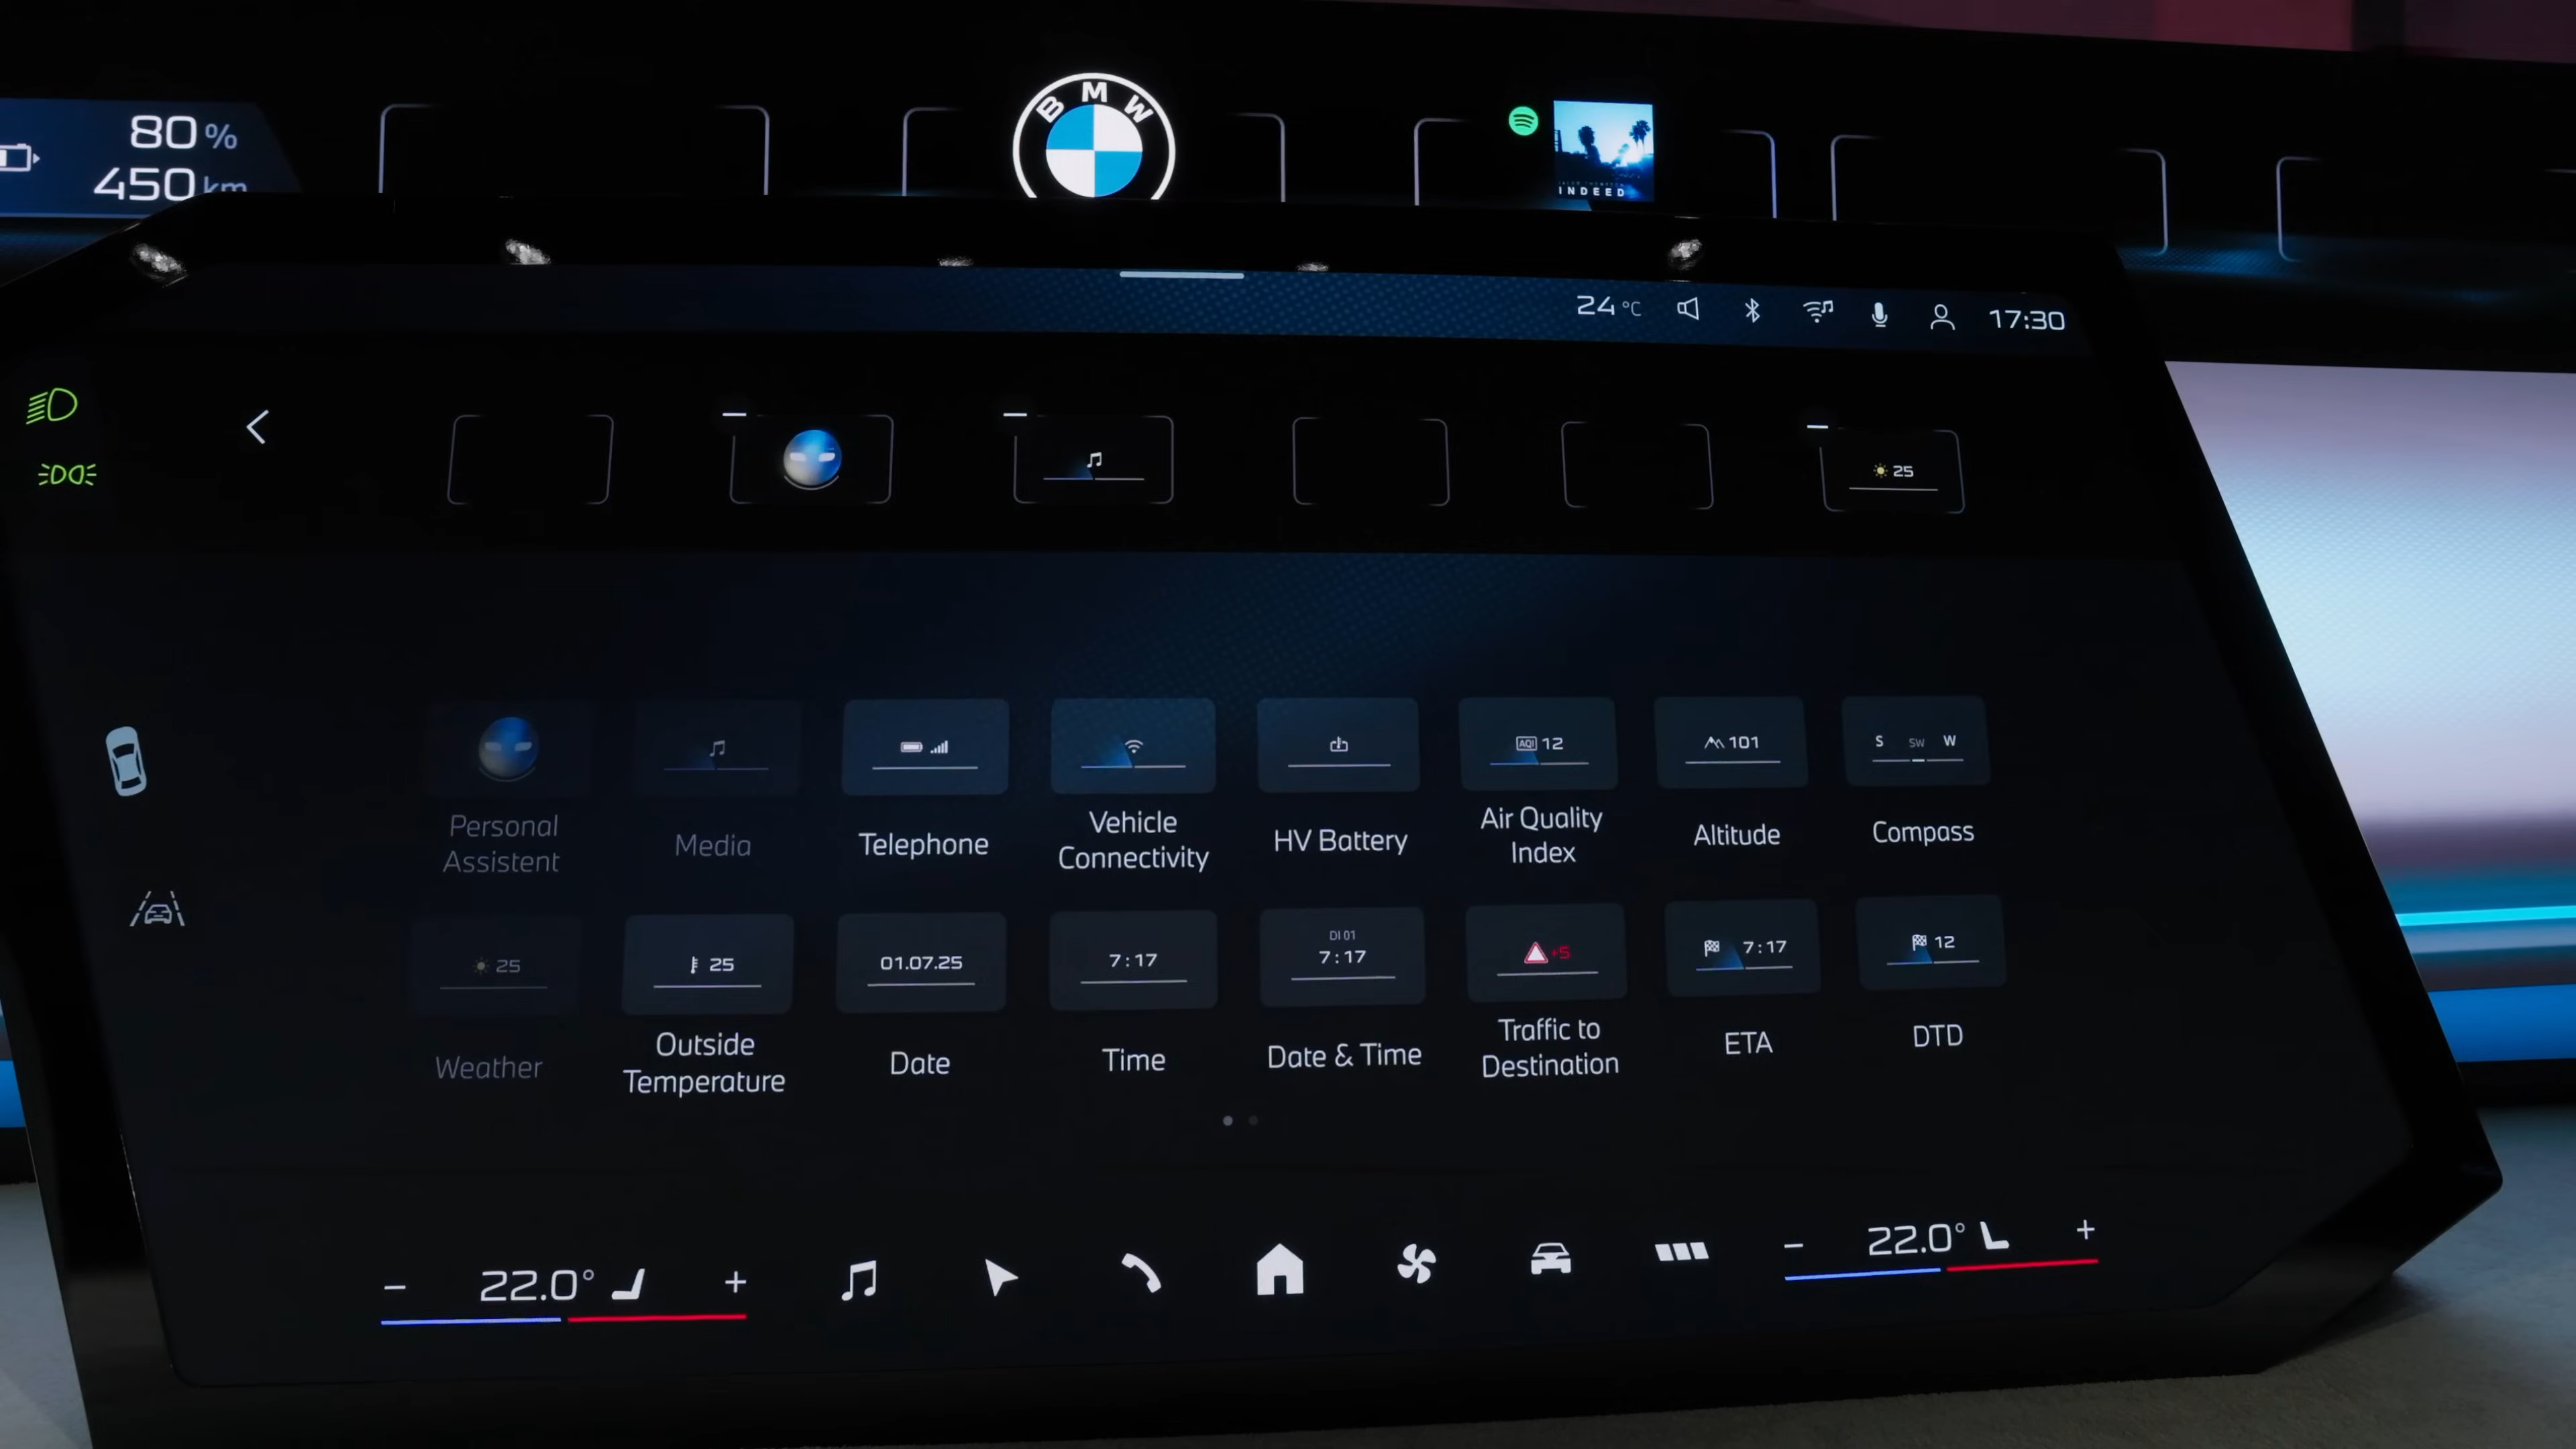 80%
450 km
BMW
INDEED
24 °C
17:30
25
12
101
S SW W
Personal
Assistent
Media
Telephone
Vehicle
Connectivity
HV Battery
AQI
Air Quality
Index
Altitude
Compass
25
25
01.07.25
7:17
DI 01
7:17
+5
7:17
12
Weather
Outside
Temperature
Date
Time
Date & Time
Traffic to
Destination
ETA
DTD
- 22.0° +
- 22.0° +